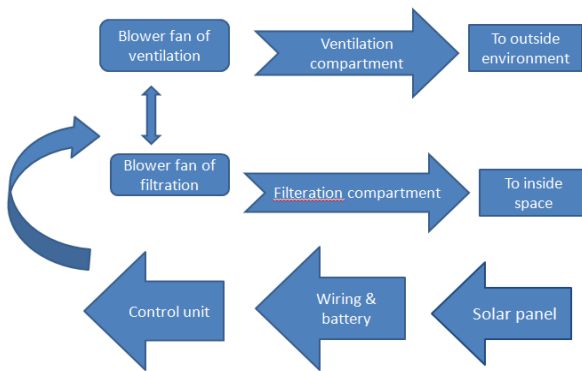 Blower fan of
ventilation
Ventilation
compartment
To outside
environment
Blower fan of
filtration
Filteration compartment
To inside
space
Control unit
Wiring &
battery
Solar panel